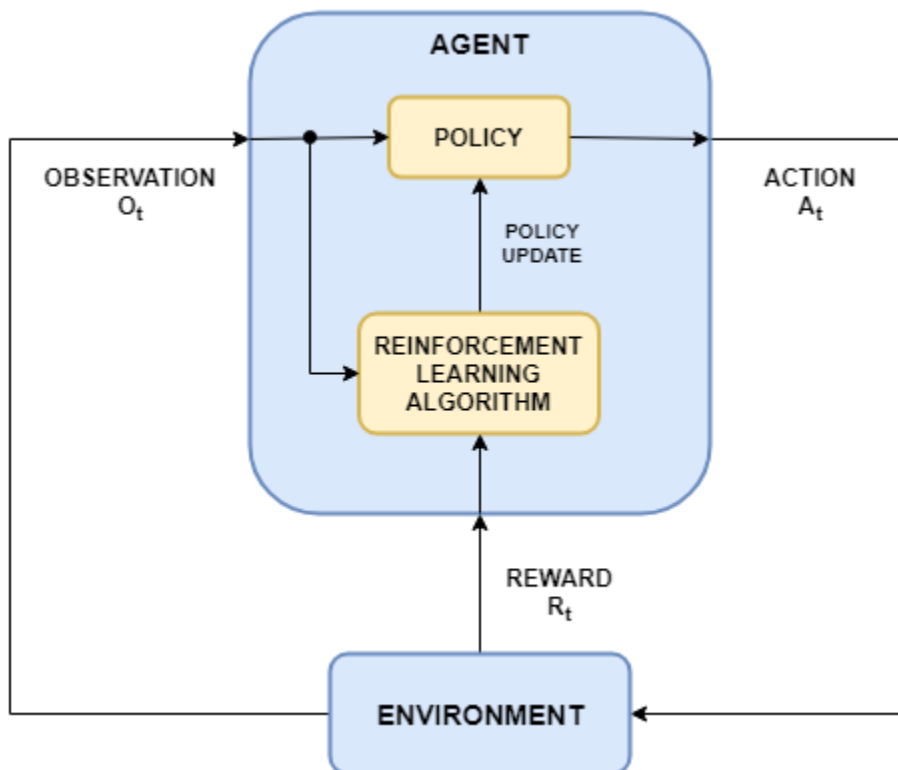 AGENT
POLICY
OBSERVATION
Oₜ
ACTION
Aₜ
POLICY
UPDATE
REINFORCEMENT
LEARNING
ALGORITHM
REWARD
Rₜ
ENVIRONMENT